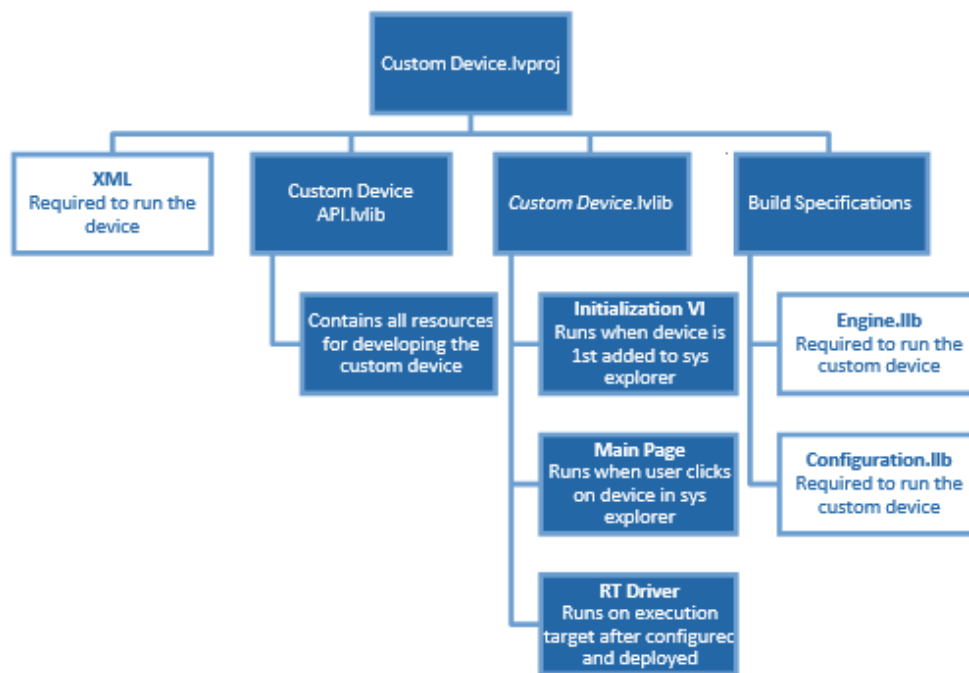 Custom Device.lvproj
XML
Required to run the
device
Custom Device
API.lvlib
Custom Device.lvlib
Build Specifications
Contains all resources
for developing the
custom device
Initialization VI
Runs when device is
1st added to sys
explorer
Engine.llb
Required to run the
custom device
Main Page
Runs when user clicks
on device in sys
explorer
Configuration.llb
Required to run the
custom device
RT Driver
Runs on execution
target after configured
and deployed